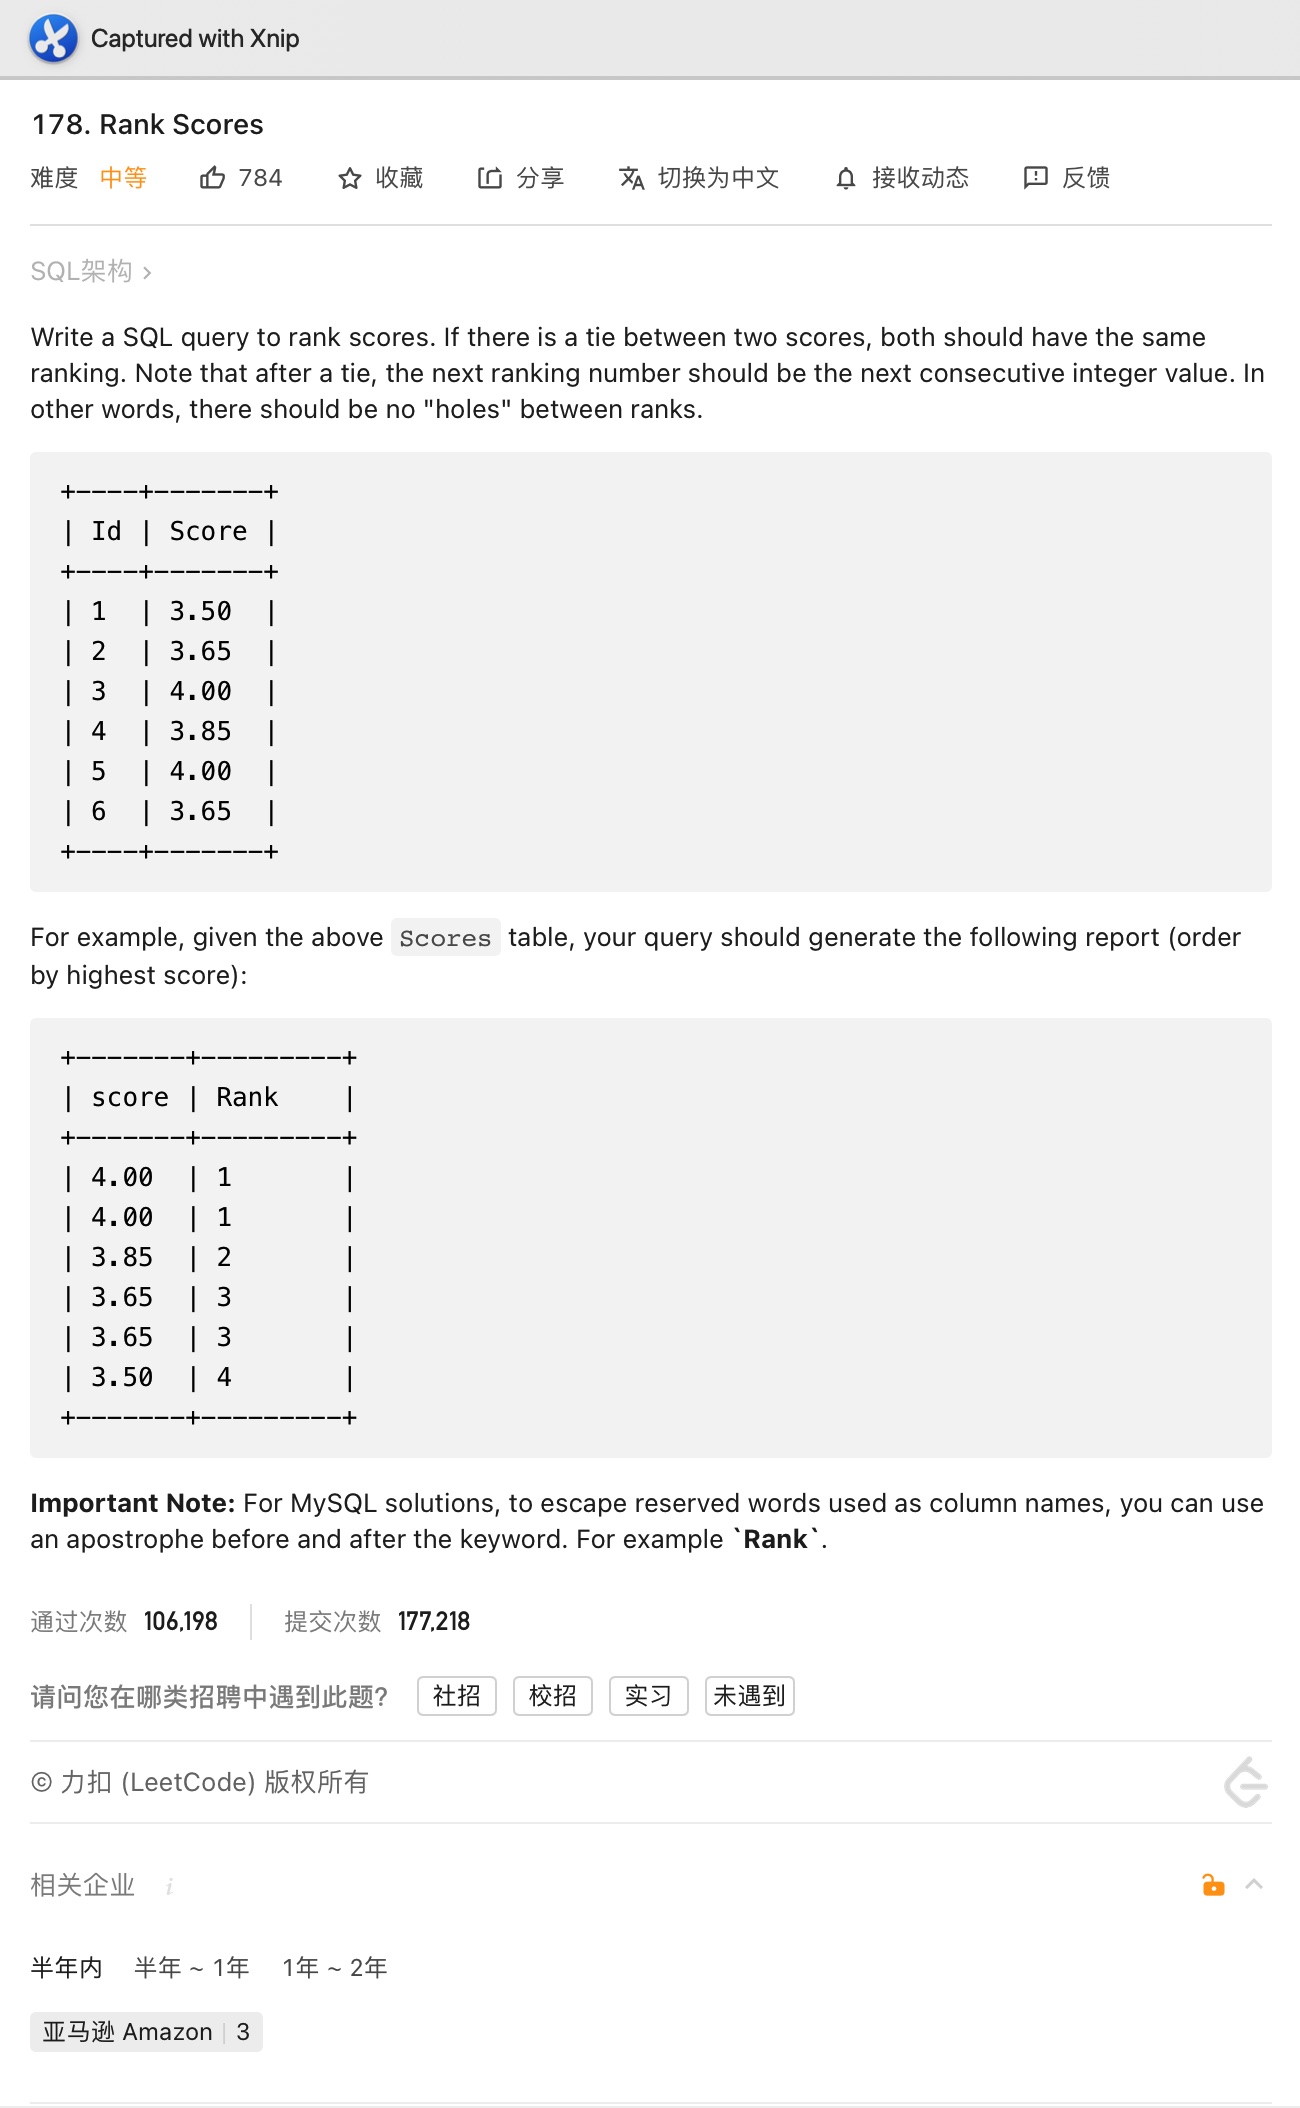 Captured with Xnip
178. Rank Scores
难度 中等 784 收藏 分享 切换为中文 接收动态 反馈
SQL架构 ›
Write a SQL query to rank scores. If there is a tie between two scores, both should have the same
ranking. Note that after a tie, the next ranking number should be the next consecutive integer value. In
other words, there should be no "holes" between ranks.
+----+-------+
| Id | Score |
+----+-------+
| 1  | 3.50  |
| 2  | 3.65  |
| 3  | 4.00  |
| 4  | 3.85  |
| 5  | 4.00  |
| 6  | 3.65  |
+----+-------+
For example, given the above Scores table, your query should generate the following report (order
by highest score):
+-------+---------+
| score | Rank    |
+-------+---------+
| 4.00  | 1       |
| 4.00  | 1       |
| 3.85  | 2       |
| 3.65  | 3       |
| 3.65  | 3       |
| 3.50  | 4       |
+-------+---------+
Important Note: For MySQL solutions, to escape reserved words used as column names, you can use
an apostrophe before and after the keyword. For example `Rank`.
通过次数 106,198 提交次数 177,218
请问您在哪类招聘中遇到此题? 社招 校招 实习 未遇到
© 力扣 (LeetCode) 版权所有
相关企业 i
半年内 半年 ~ 1年 1年 ~ 2年
亚马逊 Amazon | 3